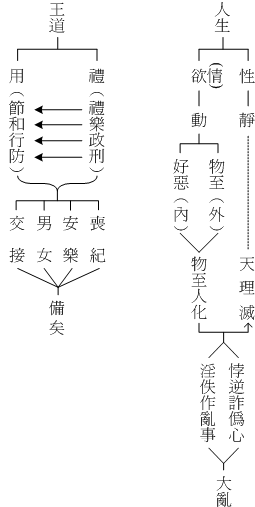 人生
性
靜
天理滅
欲(情)
動
物至(外)
好惡(內)
物至人化
悖逆詐僞心
淫佚作亂事
大亂
王道
禮(禮樂政刑)
用(節和行防)
喪紀
安樂
男女
交接
備矣